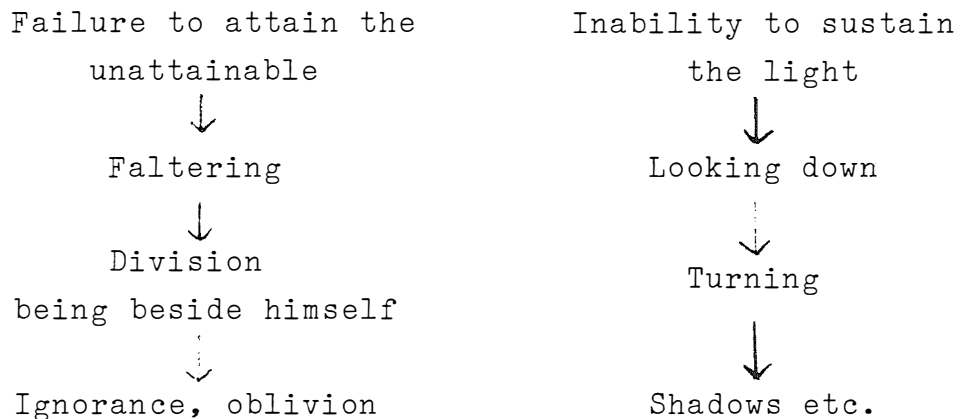 Failure to attain the
unattainable
Faltering
Division
being beside himself
Ignorance, oblivion
Inability to sustain
the light
Looking down
Turning
Shadows etc.